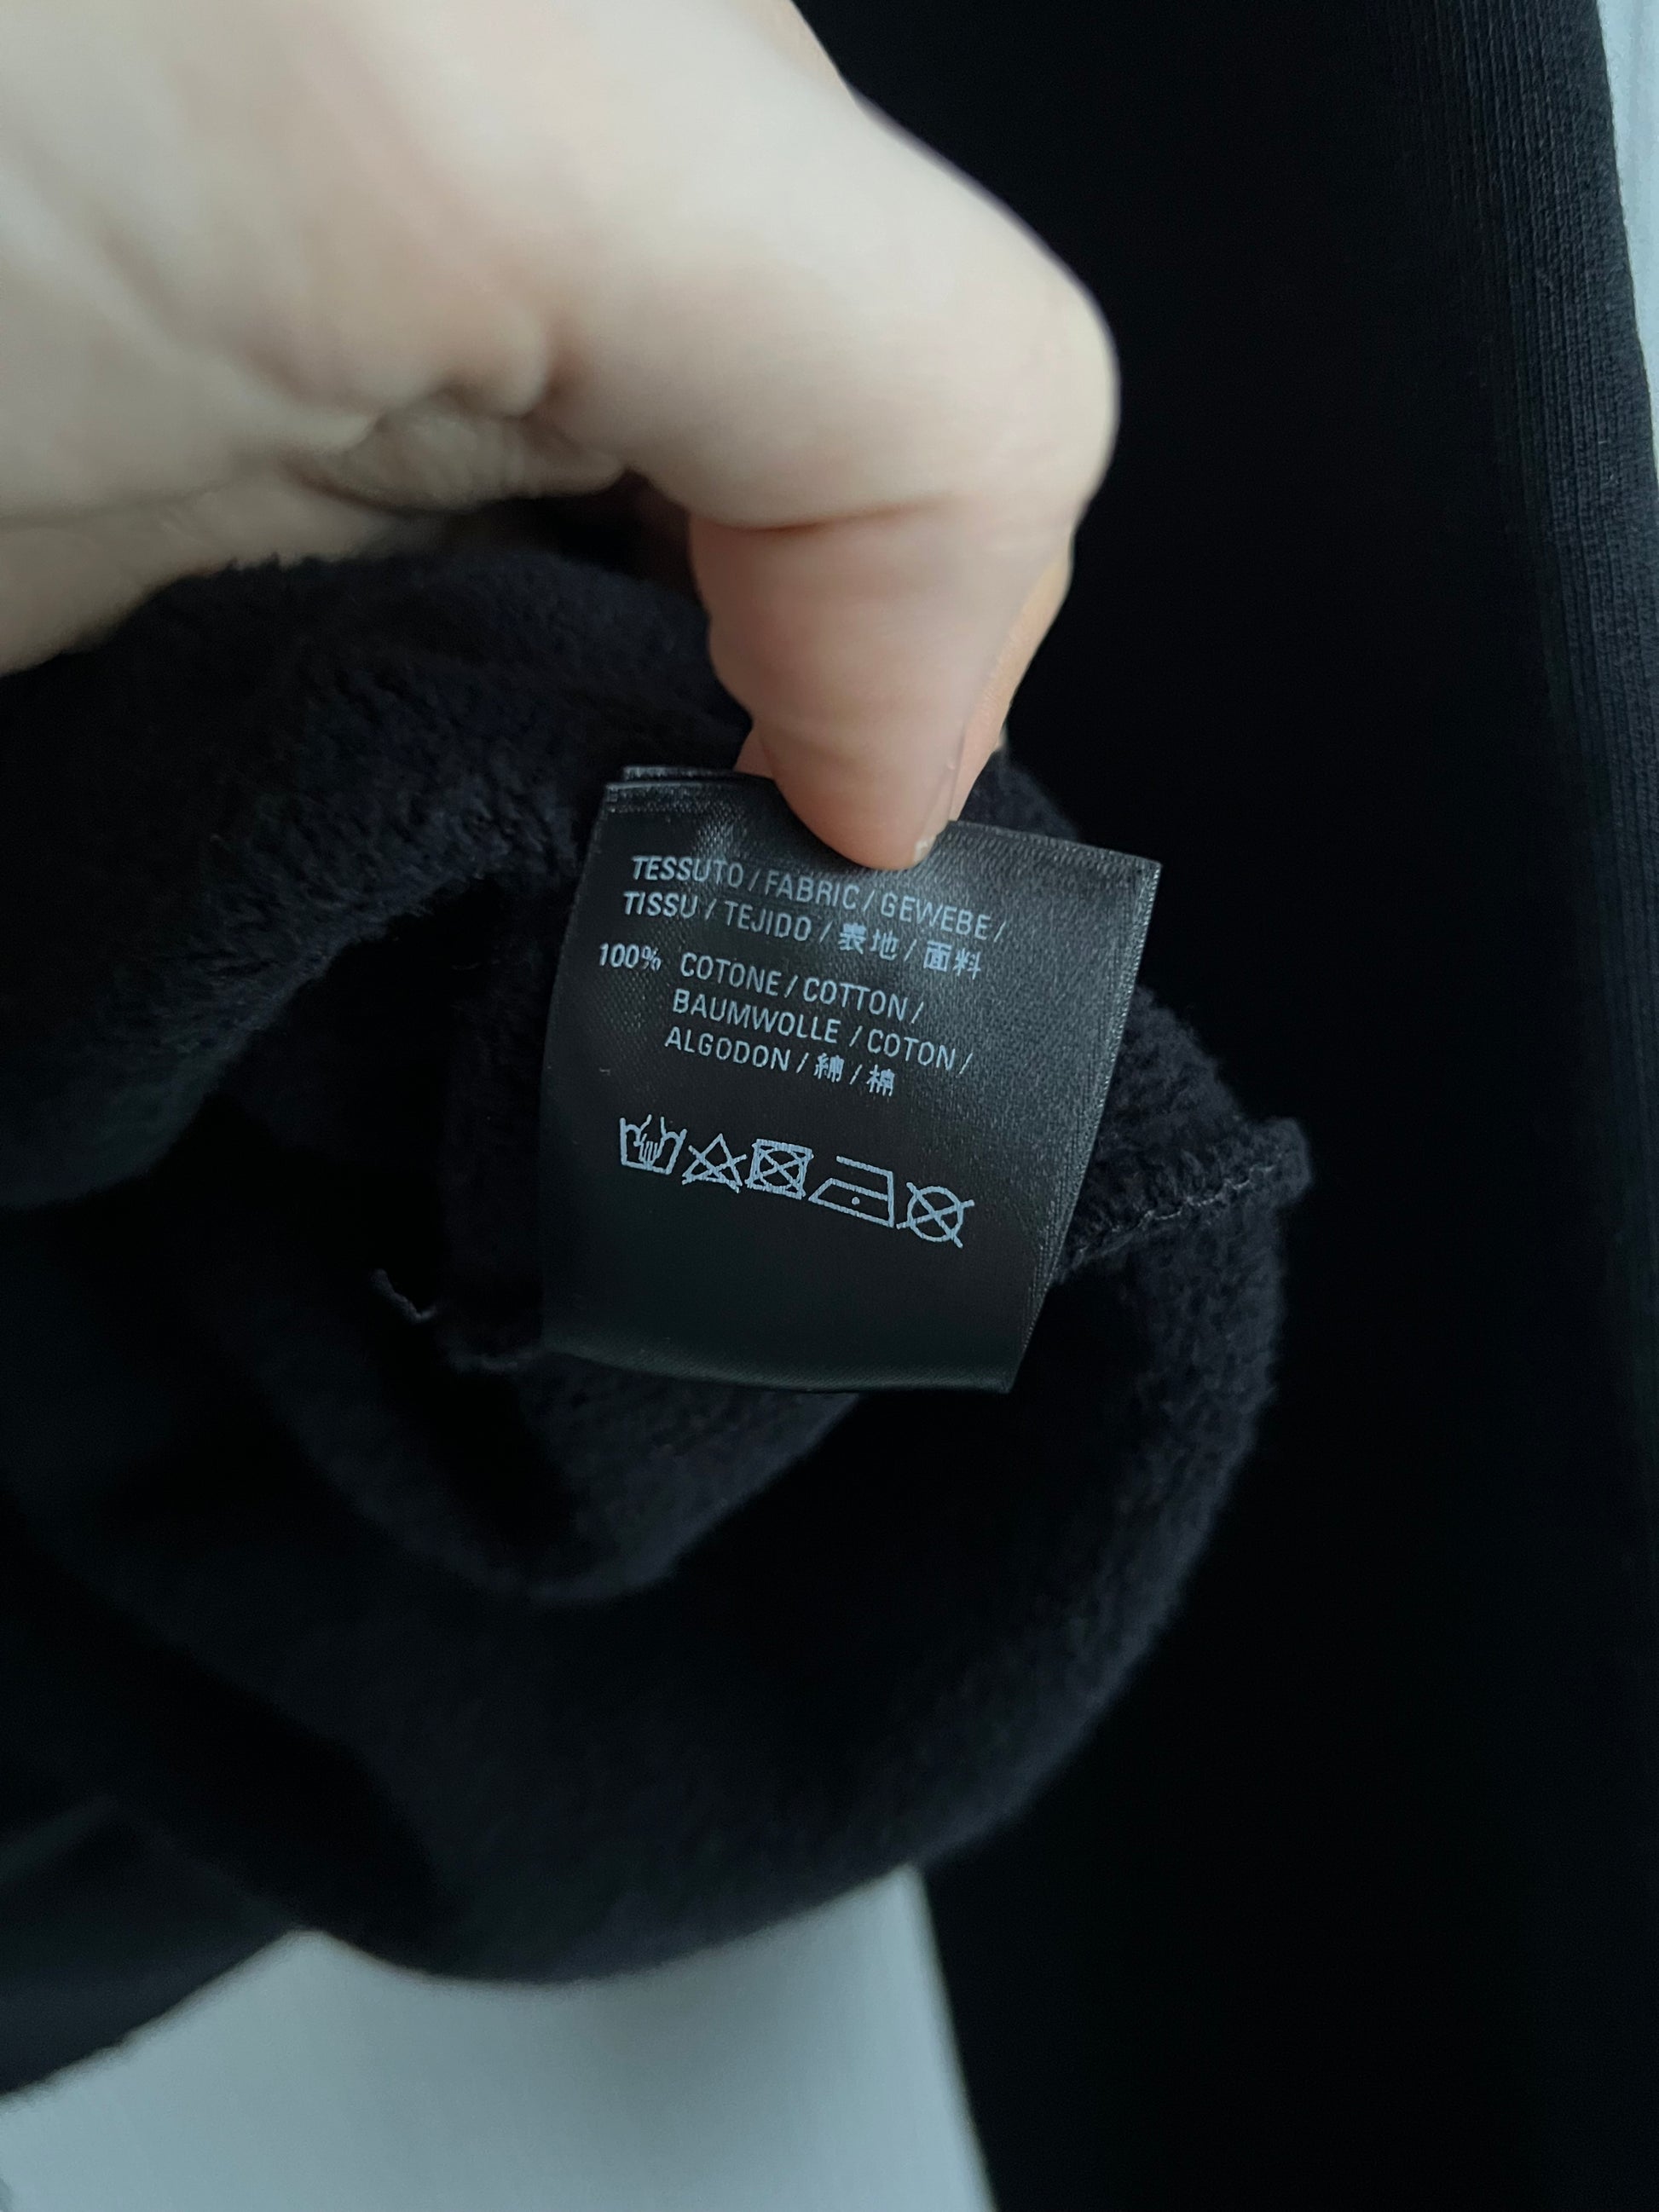 TESSUTO / FABRIC / GEWEBE /
TISSU / TEJIDO / 表地 / 面料
100% COTONE / COTTON /
BAUMWOLLE / COTON /
ALGODON / 綿 / 棉